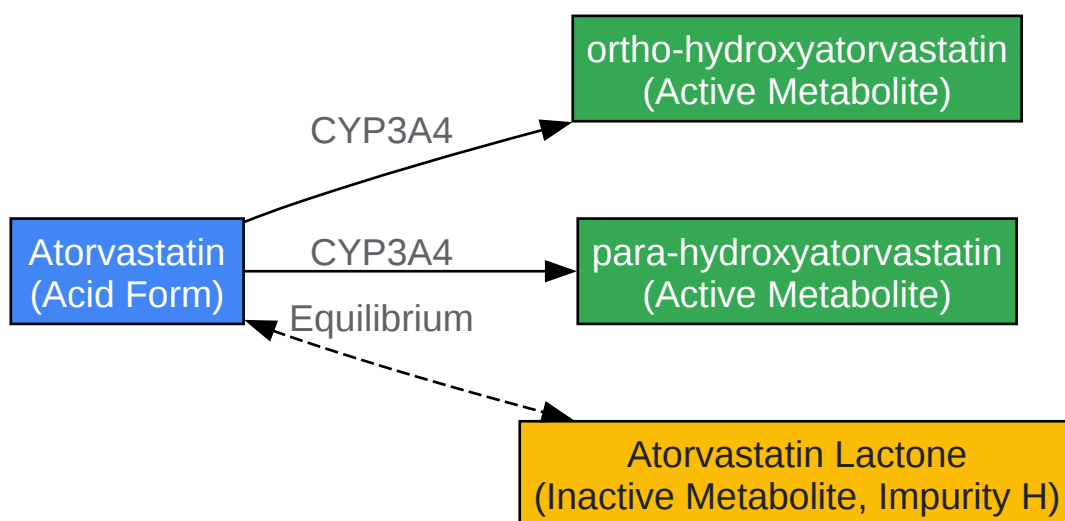 ortho-hydroxyatorvastatin
(Active Metabolite)
CYP3A4
Atorvastatin
(Acid Form)
CYP3A4
para-hydroxyatorvastatin
(Active Metabolite)
Equilibrium
Atorvastatin Lactone
(Inactive Metabolite, Impurity H)